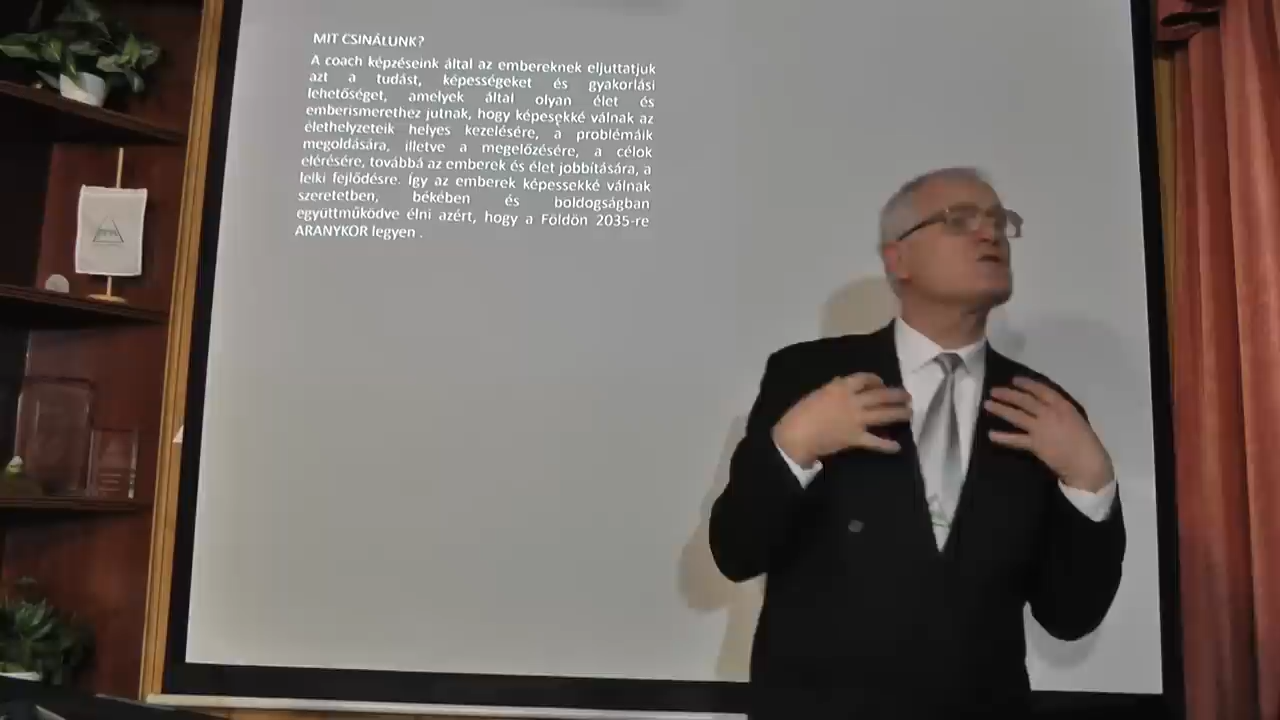 MIT CSINÁLUNK?
A coach képzéseink által az embereknek eljuttatjuk
azt a tudást, képességeket és gyakorlási
lehetőséget, amelyek által olyan élet és
emberismerethez jutnak, hogy képesękké válnak az
élethelyzeteik helyes kezelésére, a problémáik
megoldására, illetve a megelőzésére, a célok
elérésére, továbbá az emberek és élet jobbítására, a
lelki fejlődésre. Így az emberek képessekké válnak
szeretetben, békében és boldogságban
együttműködve élni azért, hogy a Földön 2035-re
ARANYKOR legyen .